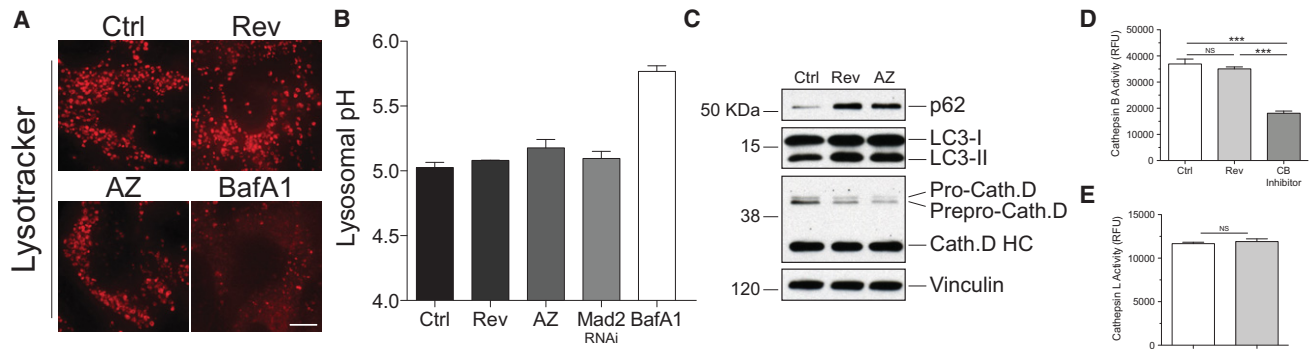 A
Ctrl
Rev
Lysotracker
AZ
BafA1
B
Lysosomal pH
6.0
5.5
5.0
4.5
4.0
Ctrl
Rev
AZ
Mad2
RNAi
BafA1
C
Ctrl
Rev
AZ
50 KDa
p62
15
LC3-I
LC3-II
38
Pro-Cath.D
Prepro-Cath.D
Cath.D HC
120
Vinculin
D
Cathepsin B Activity (RFU)
50000
40000
30000
20000
10000
0
***
NS
***
Ctrl
Rev
CB
Inhibitor
E
Cathepsin L Activity (RFU)
15000
10000
5000
0
NS